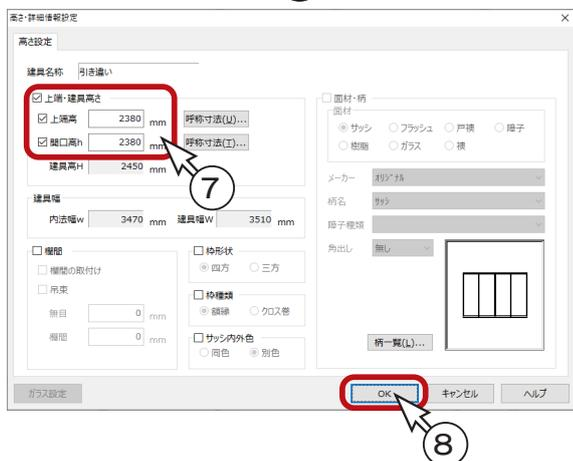 高さ・詳細情報設定 ×
高さ設定
建具名称 引き違い
上端・建具高さ
上端高 2380 mm 呼称寸法(U)...
開口高h 2380 mm 呼称寸法(T)...
建具高H 2450 mm
⑦
建具幅
内法幅w 3470 mm 建具幅W 3510 mm
欄間
欄間の取付け
吊束
無目 0 mm
欄間 0 mm
枠形状
四方 三方
枠種類
額縁 クロス巻
サッシ内外色
同色 別色
面材・柄
面材
サッシ フラッシュ 戸襖 障子
樹脂 ガラス 襖
メーカー オリジナル
柄名 サッシ
障子種類
角出し 無し
柄一覧(L)...
ガラス設定 OK キャンセル ヘルプ
⑧